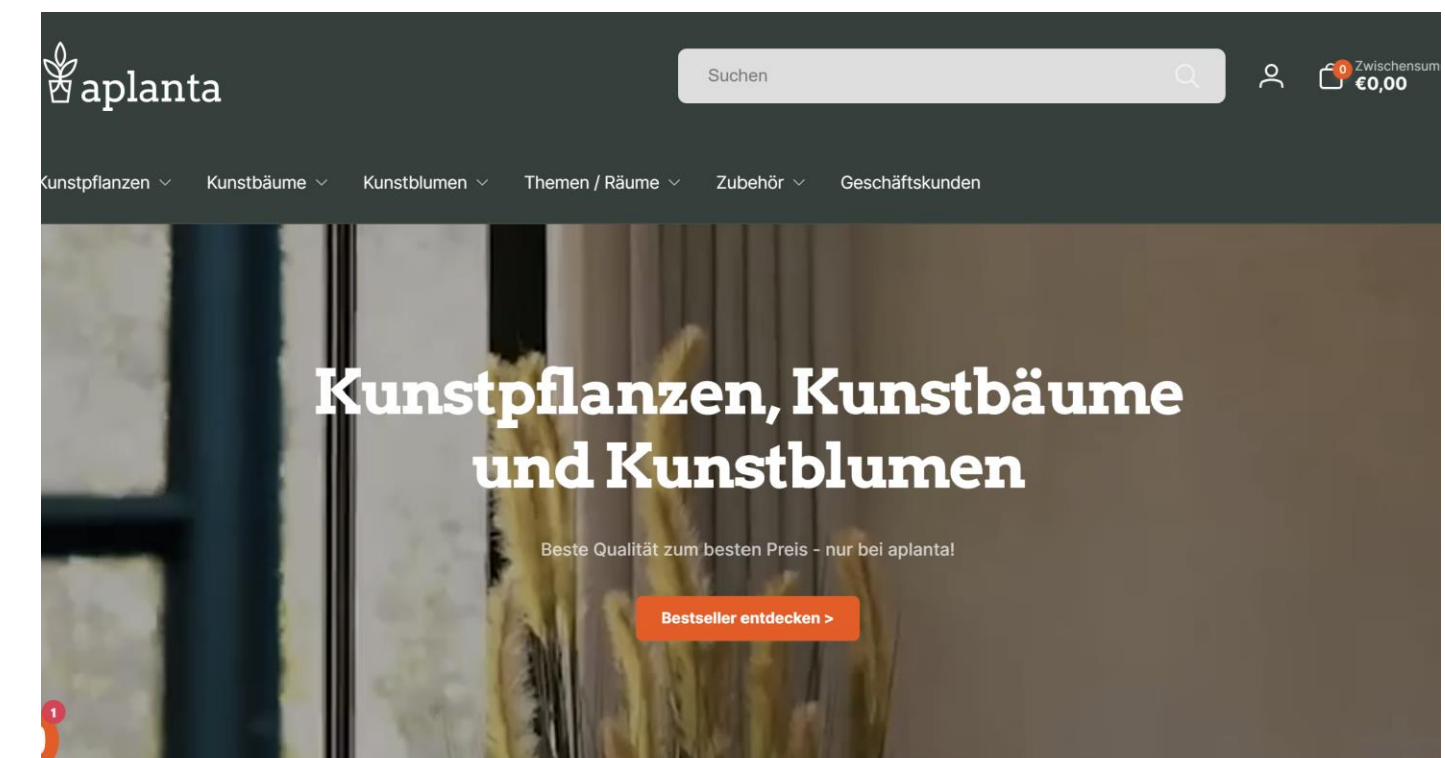 aplanta
Suchen
0
Zwischensum
€0,00
Kunstpflanzen
Kunstbäume
Kunstblumen
Themen / Räume
Zubehör
Geschäftskunden
Kunstpflanzen, Kunstbäume
und Kunstblumen
Beste Qualität zum besten Preis - nur bei aplanta!
Bestseller entdecken >
1